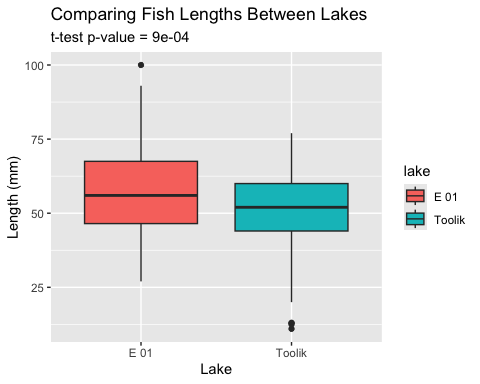 Comparing Fish Lengths Between Lakes
t-test p-value = 9e-04
100
75
50
25
Length (mm)
E 01
Toolik
Lake
lake
E 01
Toolik